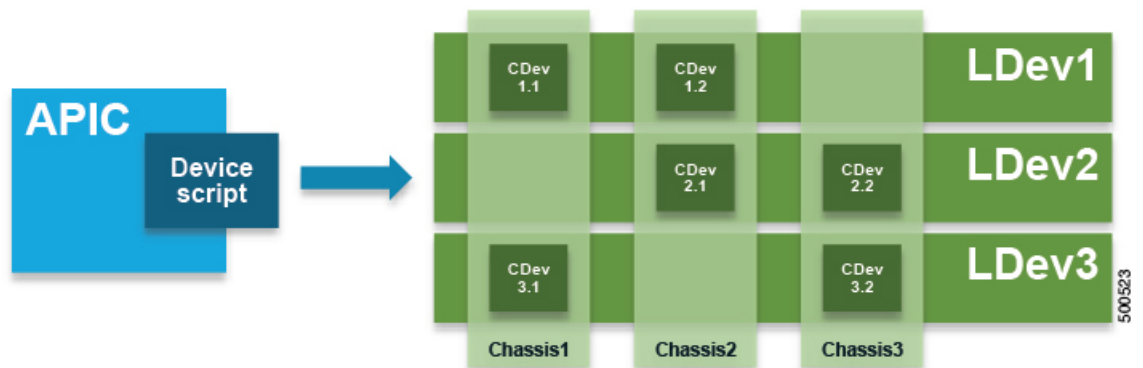 APIC
Device
script
CDev
1.1
CDev
1.2
LDev1
CDev
2.1
CDev
2.2
LDev2
CDev
3.1
CDev
3.2
LDev3
Chassis1
Chassis2
Chassis3
500523